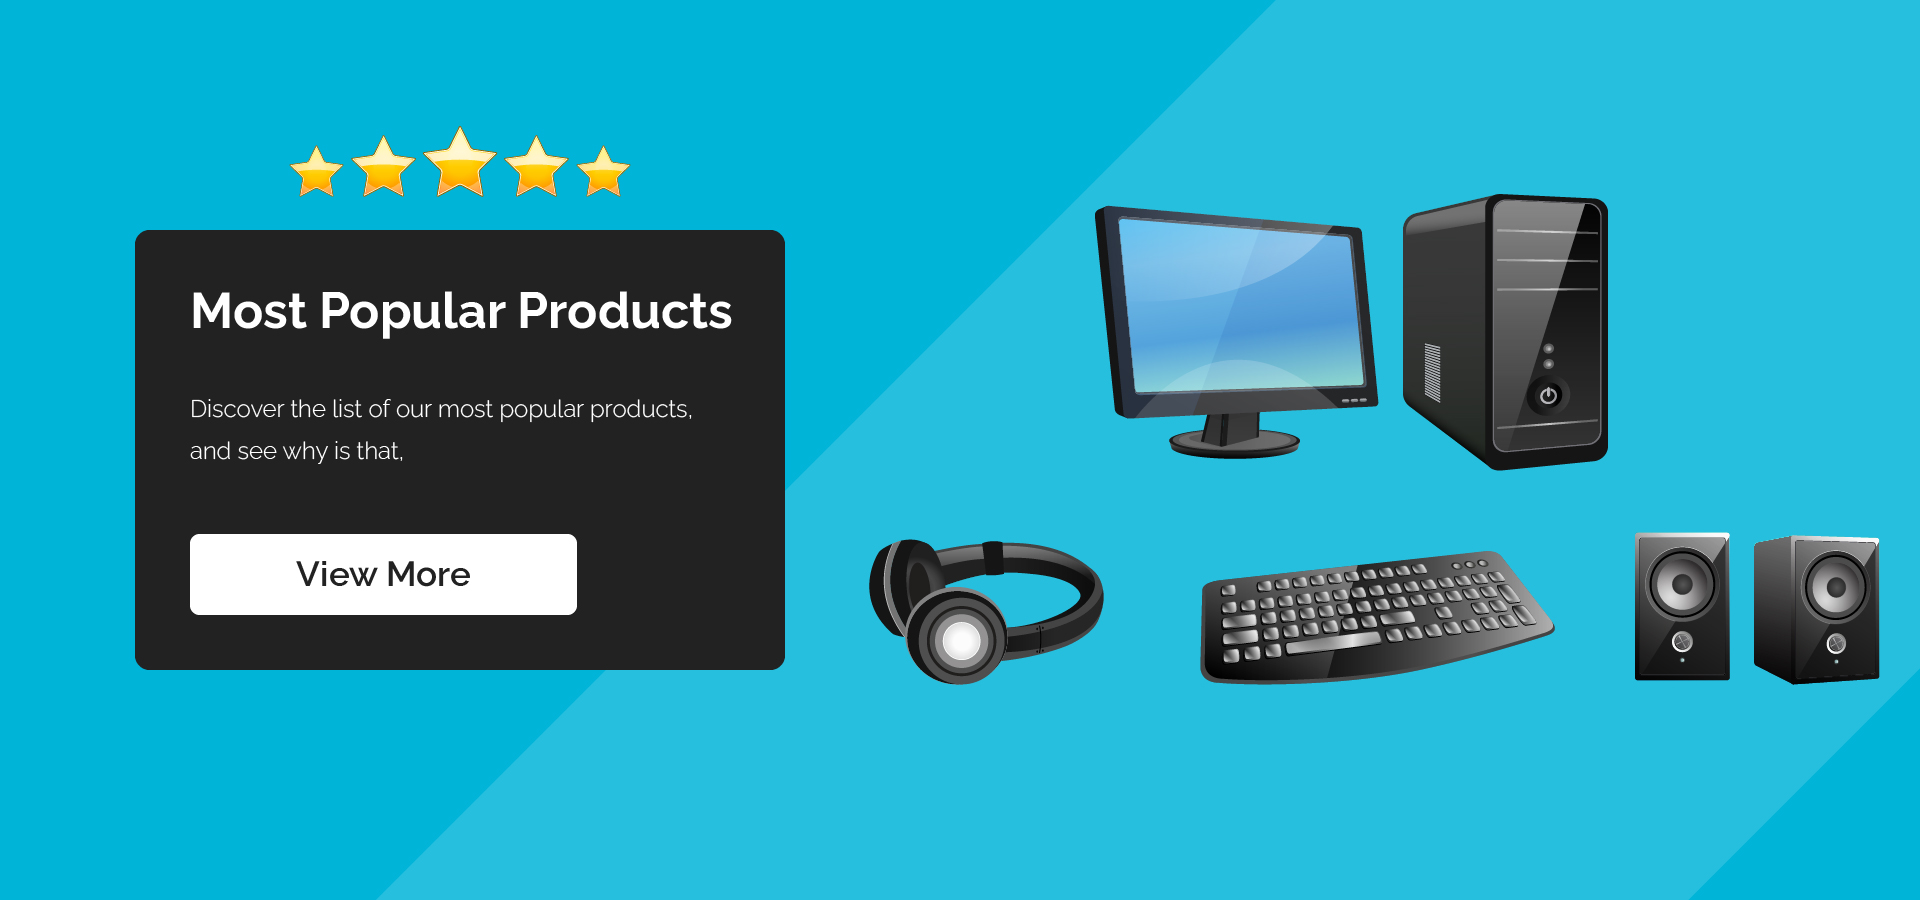 Most Popular Products
Discover the list of our most popular products,
and see why is that,
View More